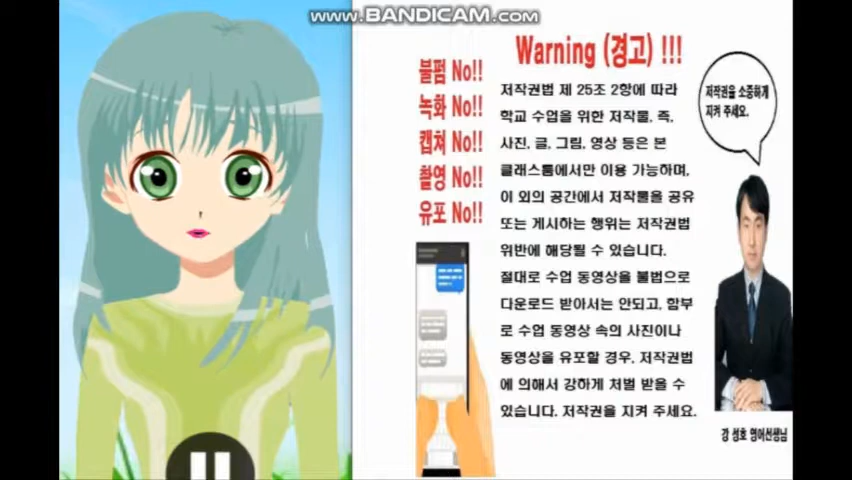 www.BANDICAM.com
Warning (경고) !!!
불펌 No!!
녹화 No!!
캡쳐 No!!
촬영 No!!
유포 No!!
저작권법 제 25조 2항에 따라
학교 수업을 위한 저작물, 즉,
사진, 글, 그림, 영상 등은 본
클래스룸에서만 이용 가능하며,
이 외의 공간에서 저작물을 공유
또는 게시하는 행위는 저작권법
위반에 해당될 수 있습니다.
절대로 수업 동영상을 불법으로
다운로드 받아서는 안되고, 함부
로 수업 동영상 속의 사진이나
동영상을 유포할 경우, 저작권법
에 의해서 강하게 처벌 받을 수
있습니다. 저작권을 지켜 주세요.
저작권을 소중하게
지켜 주세요.
강 성호 영어선생님